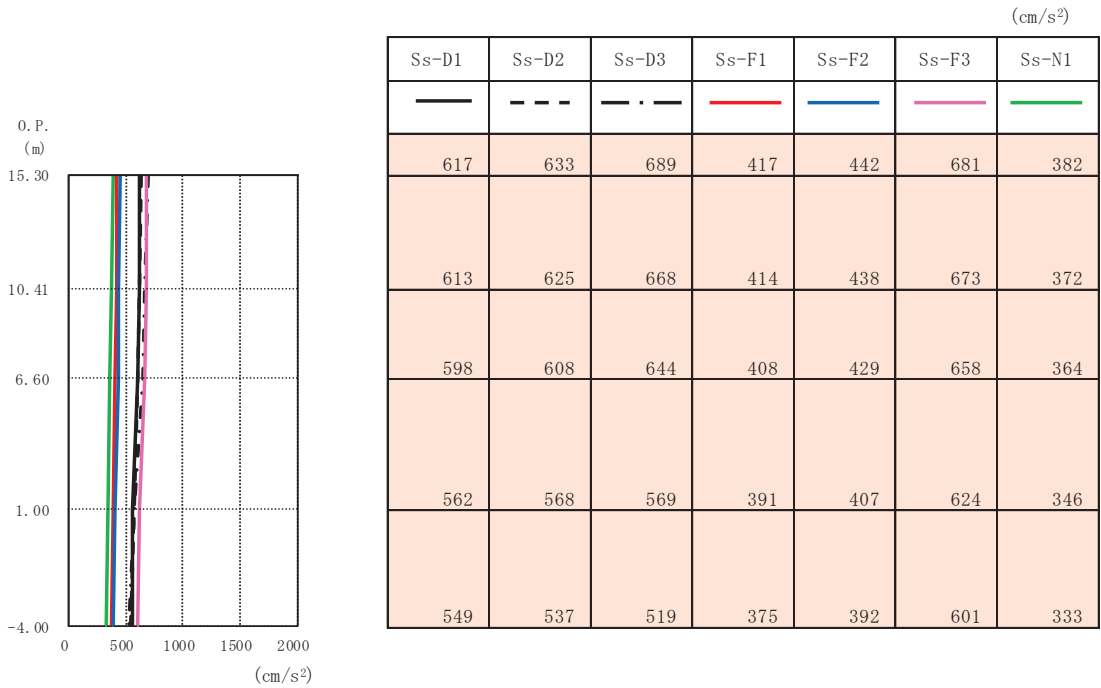 (cm/s²)
Ss-D1 Ss-D2 Ss-D3 Ss-F1 Ss-F2 Ss-F3 Ss-N1
O.P.
(m)
617 633 689 417 442 681 382
15.30
613 625 668 414 438 673 372
10.41
598 608 644 408 429 658 364
6.60
562 568 569 391 407 624 346
1.00
549 537 519 375 392 601 333
-4.00
0 500 1000 1500 2000
(cm/s²)